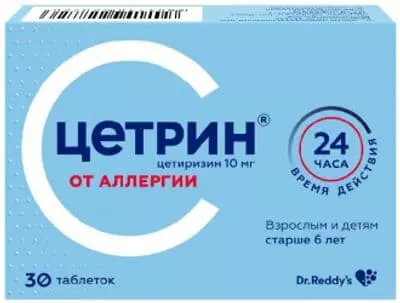 ЦЕТРИН®
цетиризин 10 мг
ОТ АЛЛЕРГИИ
24
ЧАСА
ВРЕМЯ ДЕЙСТВИЯ
Взрослым и детям
старше 6 лет
30 таблеток
Dr.Reddy's